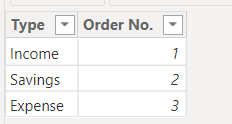 Type Order No.
Income 1
Savings 2
Expense 3